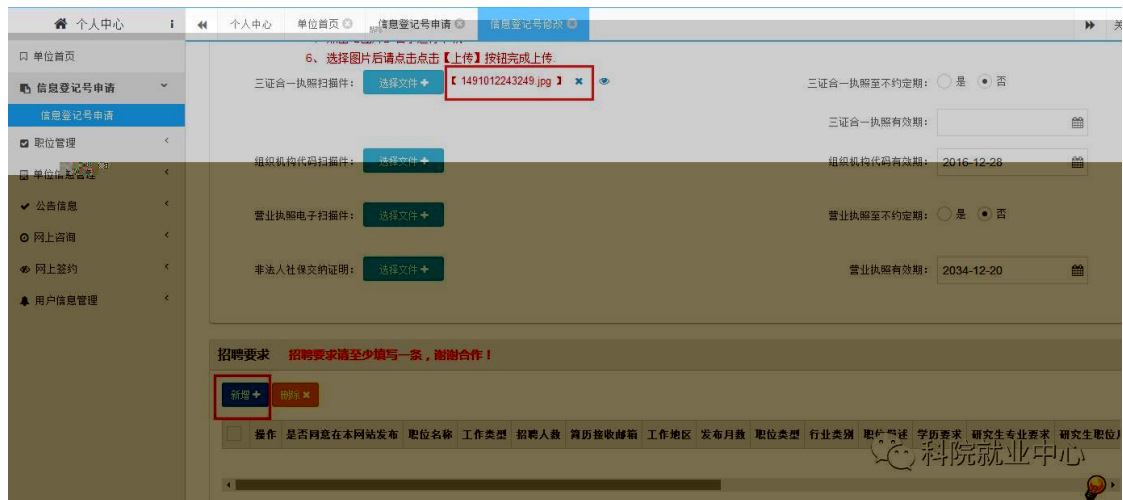 个人中心
个人中心 单位首页 信息登记号申请 信息登记号修改
单位首页
信息登记号申请
信息登记号申请
职位管理
公告信息
网上咨询
网上签约
用户信息管理
6、 选择图片后请点击点击【上传】按钮完成上传.
三证合一执照扫描件： 选择文件+ 【 1491012243249.jpg 】 三证合一执照至不约定期： 是 否
三证合一执照有效期：
组织机构代码扫描件： 选择文件+ 组织机构代码有效期： 2016-12-28
营业执照电子扫描件： 选择文件+ 营业执照至不约定期： 是 否
非法人社保交纳证明： 选择文件+ 营业执照有效期： 2034-12-20
招聘要求 招聘要求请至少填写一条，谢谢合作！
新增+ 删除×
操作 是否同意在本网站发布 职位名称 工作类型 招聘人数 简历接收邮箱 工作地区 发布月数 职位类型 行业类别 职位描述 学历要求 研究生专业要求 研究生职位月
科院就业中心